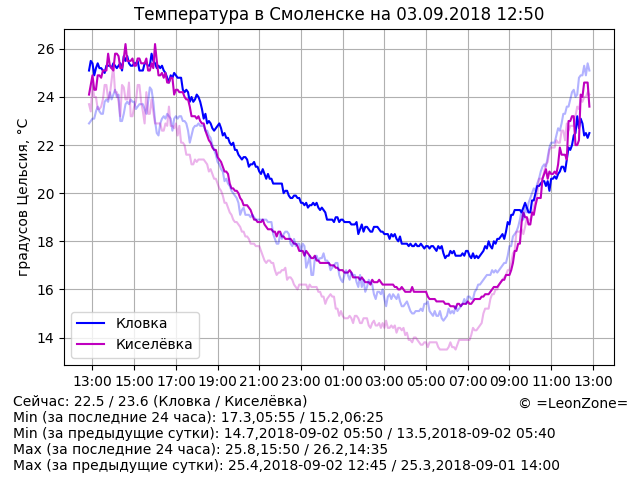 Температура в Смоленске на 03.09.2018 12:50
градусов Цельсия, °C
26
24
22
20
18
16
14
Кловка
Киселёвка
13:00 15:00 17:00 19:00 21:00 23:00 01:00 03:00 05:00 07:00 09:00 11:00 13:00
Сейчас: 22.5 / 23.6 (Кловка / Киселёвка)
© =LeonZone=
Min (за последние 24 часа): 17.3,05:55 / 15.2,06:25
Min (за предыдущие сутки): 14.7,2018-09-02 05:50 / 13.5,2018-09-02 05:40
Max (за последние 24 часа): 25.8,15:50 / 26.2,14:35
Max (за предыдущие сутки): 25.4,2018-09-02 12:45 / 25.3,2018-09-01 14:00